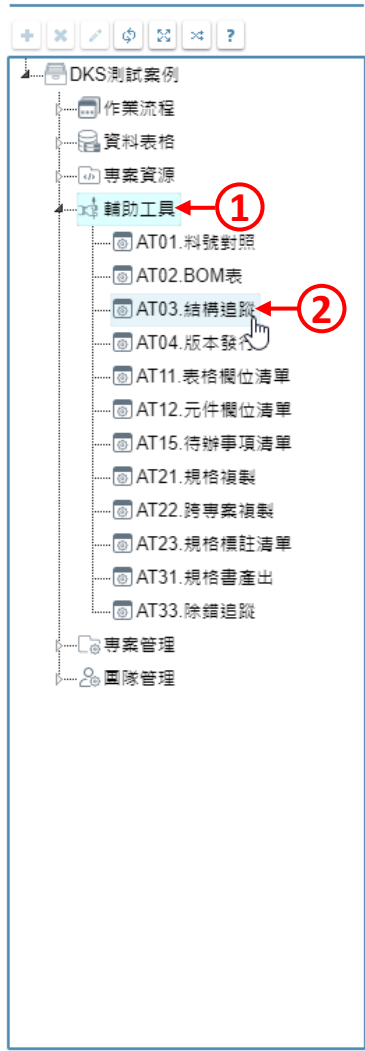 ?
DKS測試案例
作業流程
資料表格
專案資源
輔助工具 1
AT01.料號對照
AT02.BOM表
AT03.結構追蹤 2
AT04.版本發行
AT11.表格欄位清單
AT12.元件欄位清單
AT15.待辦事項清單
AT21.規格複製
AT22.跨專案複製
AT23.規格標註清單
AT31.規格書產出
AT33.除錯追蹤
專案管理
團隊管理